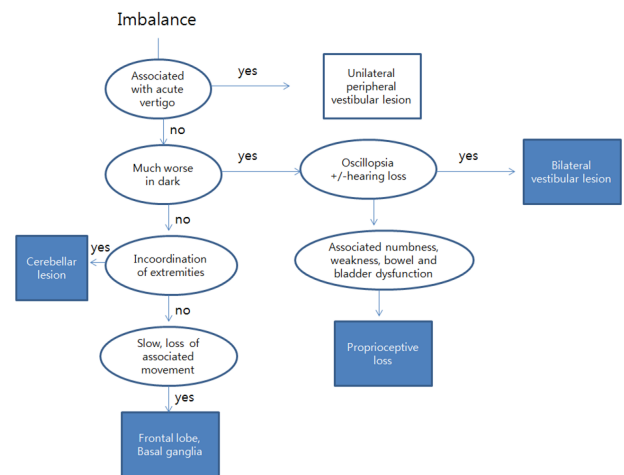 Imbalance
Associated
with acute
vertigo
yes
Unilateral
peripheral
vestibular lesion
no
Much worse
in dark
yes
Oscillopsia
+/-hearing loss
yes
Bilateral
vestibular lesion
no
Cerebellar
lesion
yes
Incoordination
of extremities
Associated numbness,
weakness, bowel and
bladder dysfunction
no
Slow, loss of
associated
movement
Proprioceptive
loss
yes
Frontal lobe,
Basal ganglia